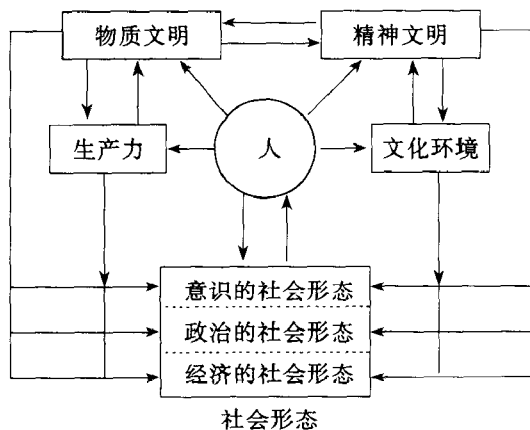 物质文明
精神文明
生产力
人
文化环境
意识的社会形态
政治的社会形态
经济的社会形态
社会形态